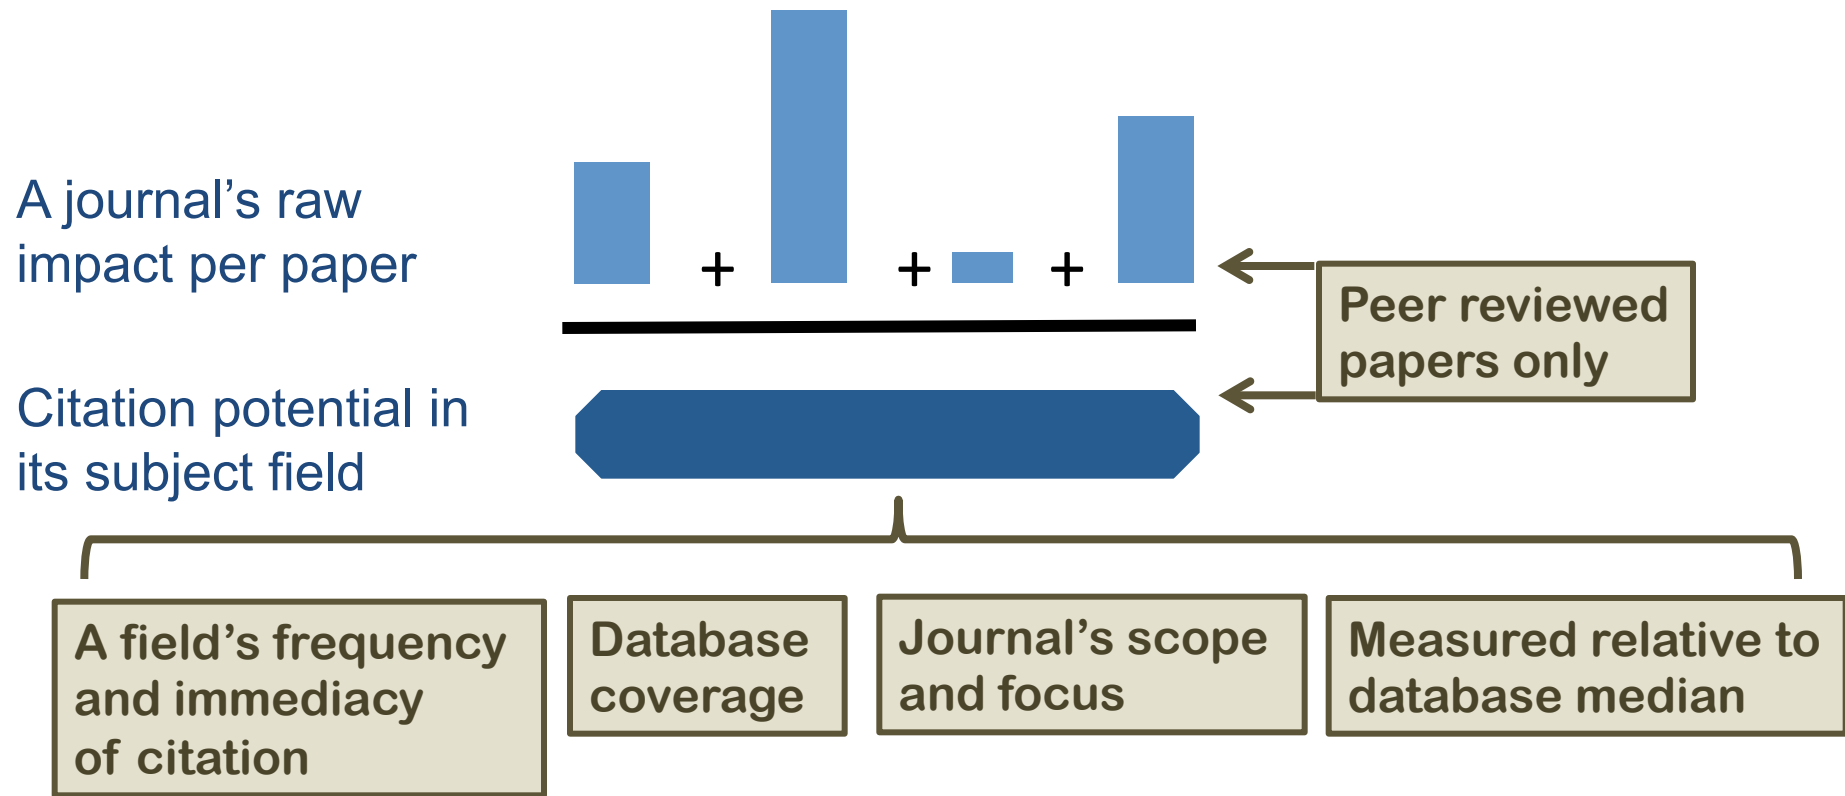 A journal’s raw
impact per paper
+ + +
Peer reviewed
papers only
Citation potential in
its subject field
A field’s frequency
and immediacy
of citation
Database
coverage
Journal’s scope
and focus
Measured relative to
database median